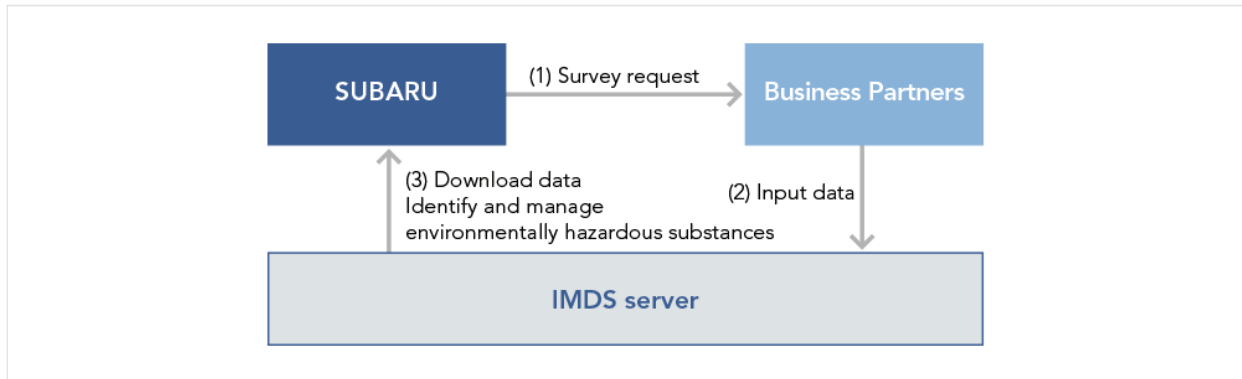 SUBARU
(1) Survey request
Business Partners
(3) Download data
Identify and manage
environmentally hazardous substances
(2) Input data
IMDS server